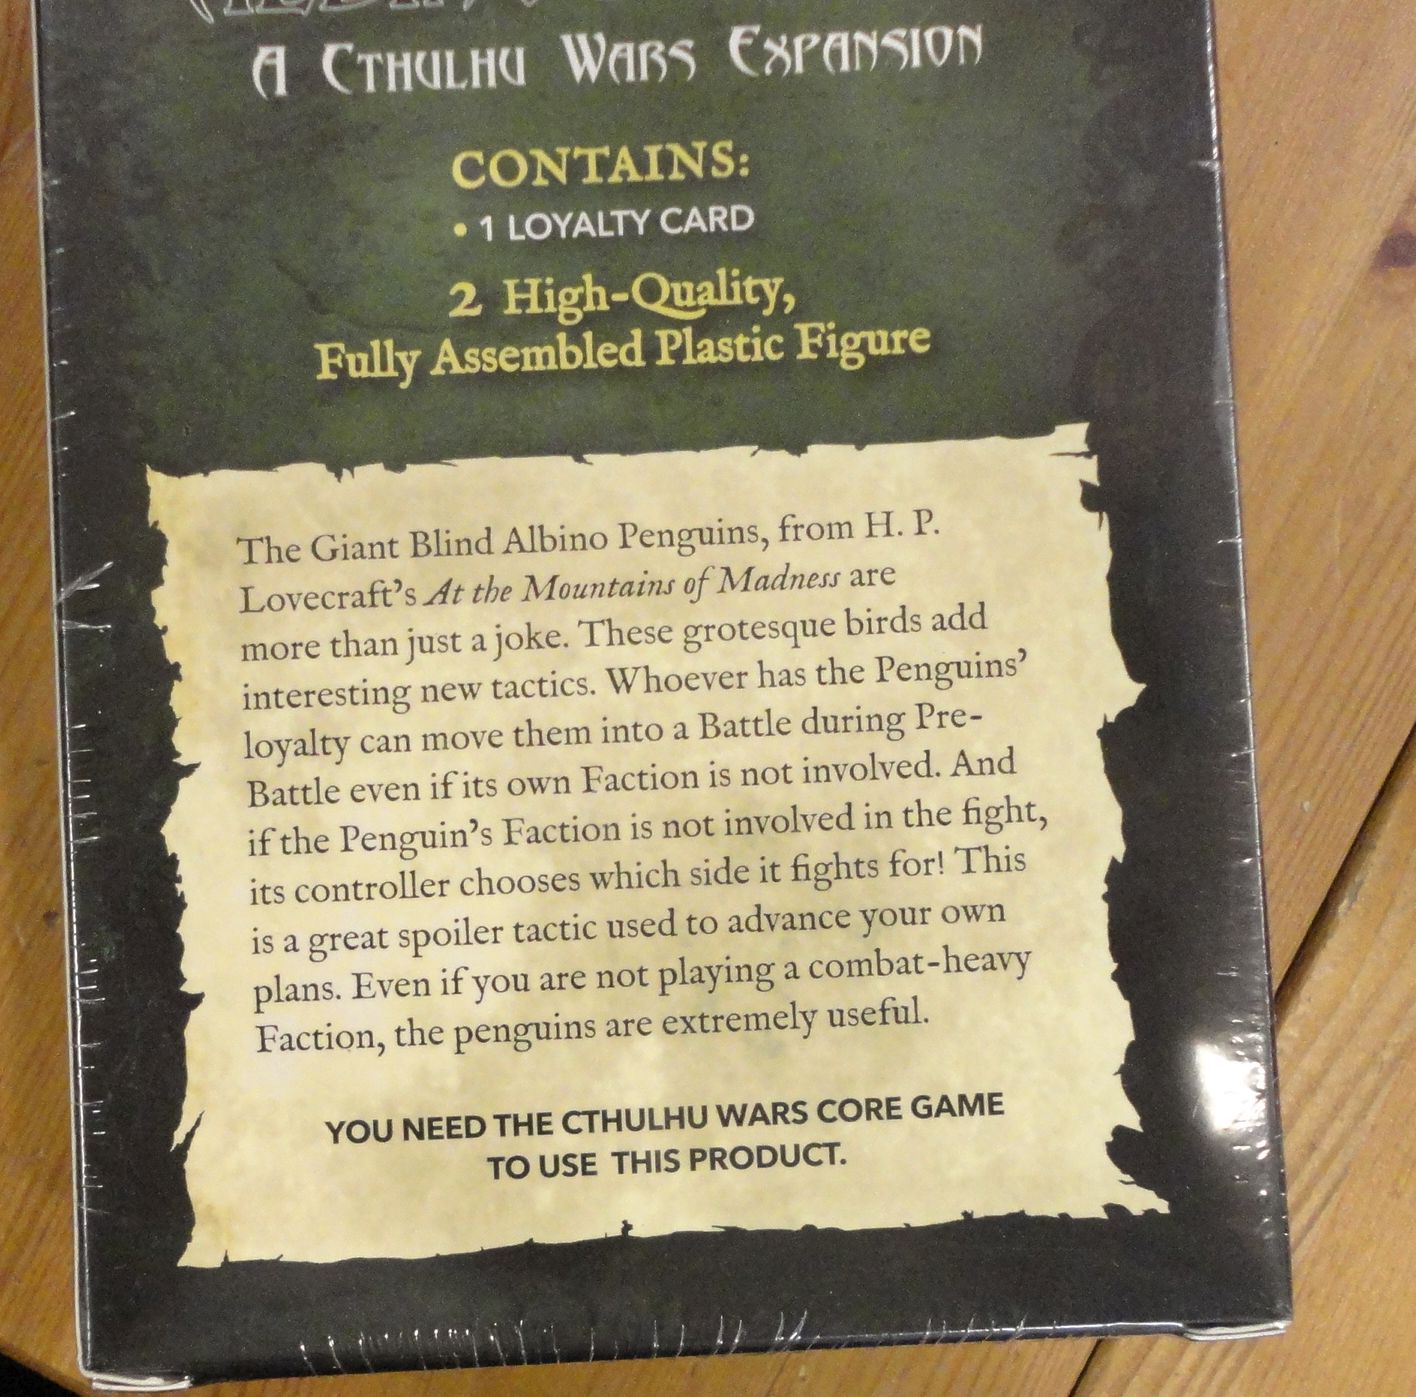 A CTHULHU WARS EXPANSION
CONTAINS:
• 1 LOYALTY CARD
2 High-Quality,
Fully Assembled Plastic Figure
The Giant Blind Albino Penguins, from H. P.
Lovecraft's At the Mountains of Madness are
more than just a joke. These grotesque birds add
interesting new tactics. Whoever has the Penguins'
loyalty can move them into a Battle during Pre-
Battle even if its own Faction is not involved. And
if the Penguin's Faction is not involved in the fight,
its controller chooses which side it fights for! This
is a great spoiler tactic used to advance your own
plans. Even if you are not playing a combat-heavy
Faction, the penguins are extremely useful.
YOU NEED THE CTHULHU WARS CORE GAME
TO USE THIS PRODUCT.